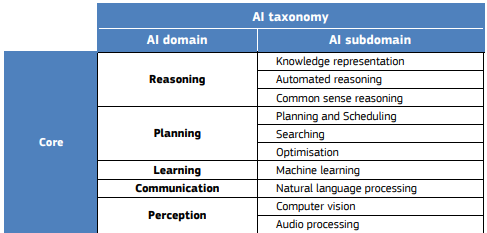 AI taxonomy
AI domain AI subdomain
Core
Reasoning
Knowledge representation
Automated reasoning
Common sense reasoning
Planning
Planning and Scheduling
Searching
Optimisation
Learning Machine learning
Communication Natural language processing
Perception
Computer vision
Audio processing